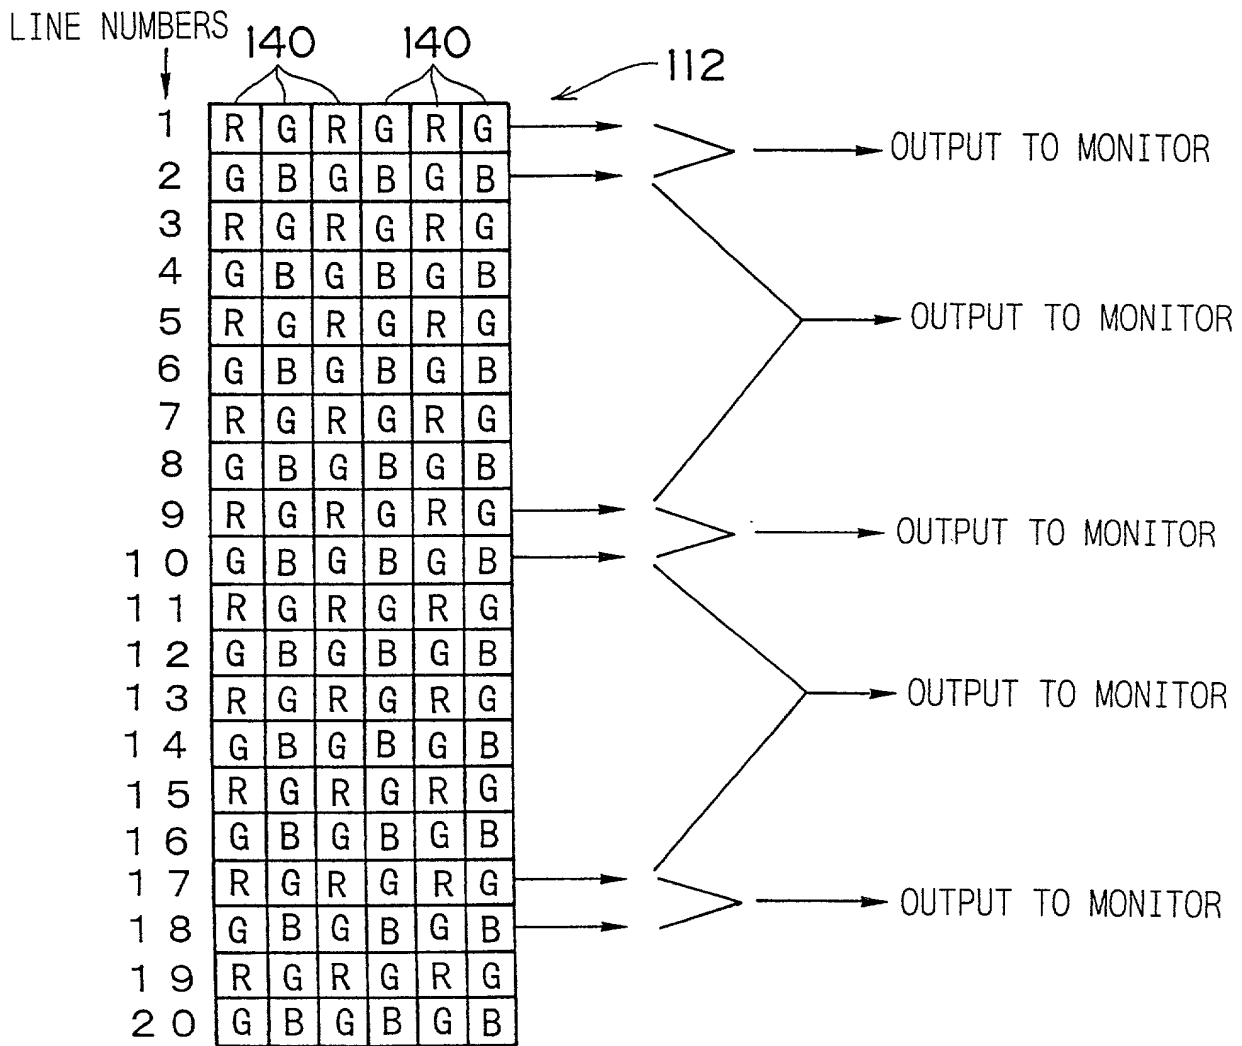 LINE NUMBERS
140 140
112
1 R G R G R G OUTPUT TO MONITOR
2 G B G B G B
3 R G R G R G
4 G B G B G B
5 R G R G R G OUTPUT TO MONITOR
6 G B G B G B
7 R G R G R G
8 G B G B G B
9 R G R G R G OUTPUT TO MONITOR
10 G B G B G B
11 R G R G R G
12 G B G B G B
13 R G R G R G OUTPUT TO MONITOR
14 G B G B G B
15 R G R G R G
16 G B G B G B
17 R G R G R G OUTPUT TO MONITOR
18 G B G B G B
19 R G R G R G
20 G B G B G B